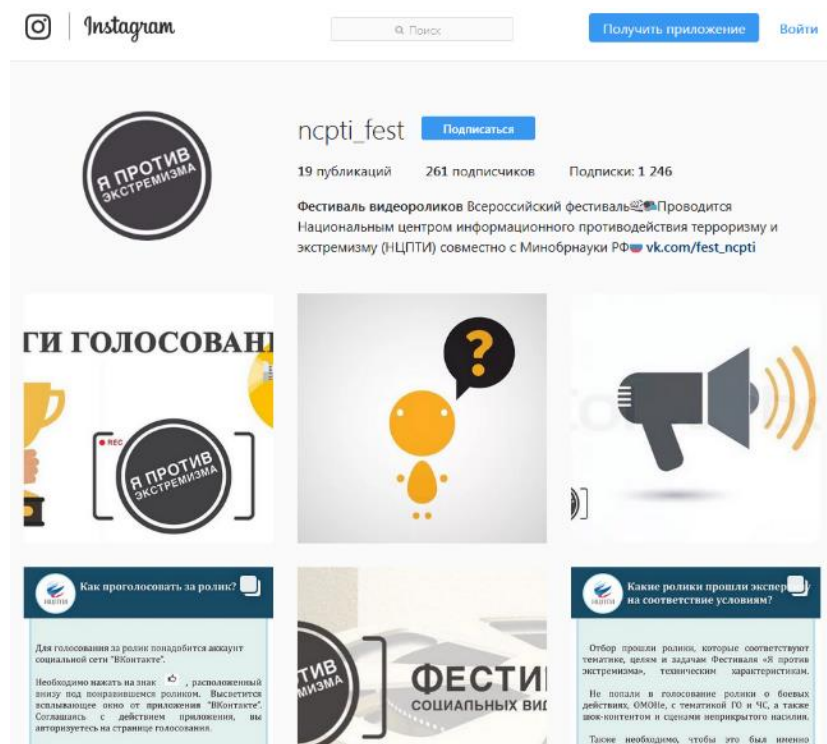 Instagram
Поиск
Получить приложение
Войти
Я ПРОТИВ
ЭКСТРЕМИЗМА
ncpti_fest
Подписаться
19 публикаций 261 подписчиков Подписки: 1 246
Фестиваль видеороликов Всероссийский фестиваль Проводится
Национальным центром информационного противодействия терроризму и
экстремизму (НЦПТИ) совместно с Минобрнауки РФ vk.com/fest_ncpti
ГИ ГОЛОСОВАН
REC
Я ПРОТИВ
ЭКСТРЕМИЗМА
?
НЦПТИ
Как проголосовать за ролик?
Для голосования за ролик понадобится аккаунт
социальной сети "ВКонтакте".
Необходимо нажать на знак , расположенный
внизу под понравившемся роликом. Высветится
всплывающее окно от приложения "ВКонтакте".
Соглашаясь с действием приложения, вы
авторизуетесь на странице голосования.
ТИВ
МИЗМА
ФЕСТИ
СОЦИАЛЬНЫХ ВИД
НЦПТИ
Какие ролики прошли экспер
на соответствие условиям?
Отбор прошли ролики, которые соответствуют
тематике, целям и задачам Фестиваля «Я против
экстремизма», техническим характеристикам.
Не попали в голосование ролики о боевых
действиях, ОМОНе, с тематикой ГО и ЧС, а также
шок-контентом и сценами неприкрытого насилия.
Также необходимо, чтобы это был именно